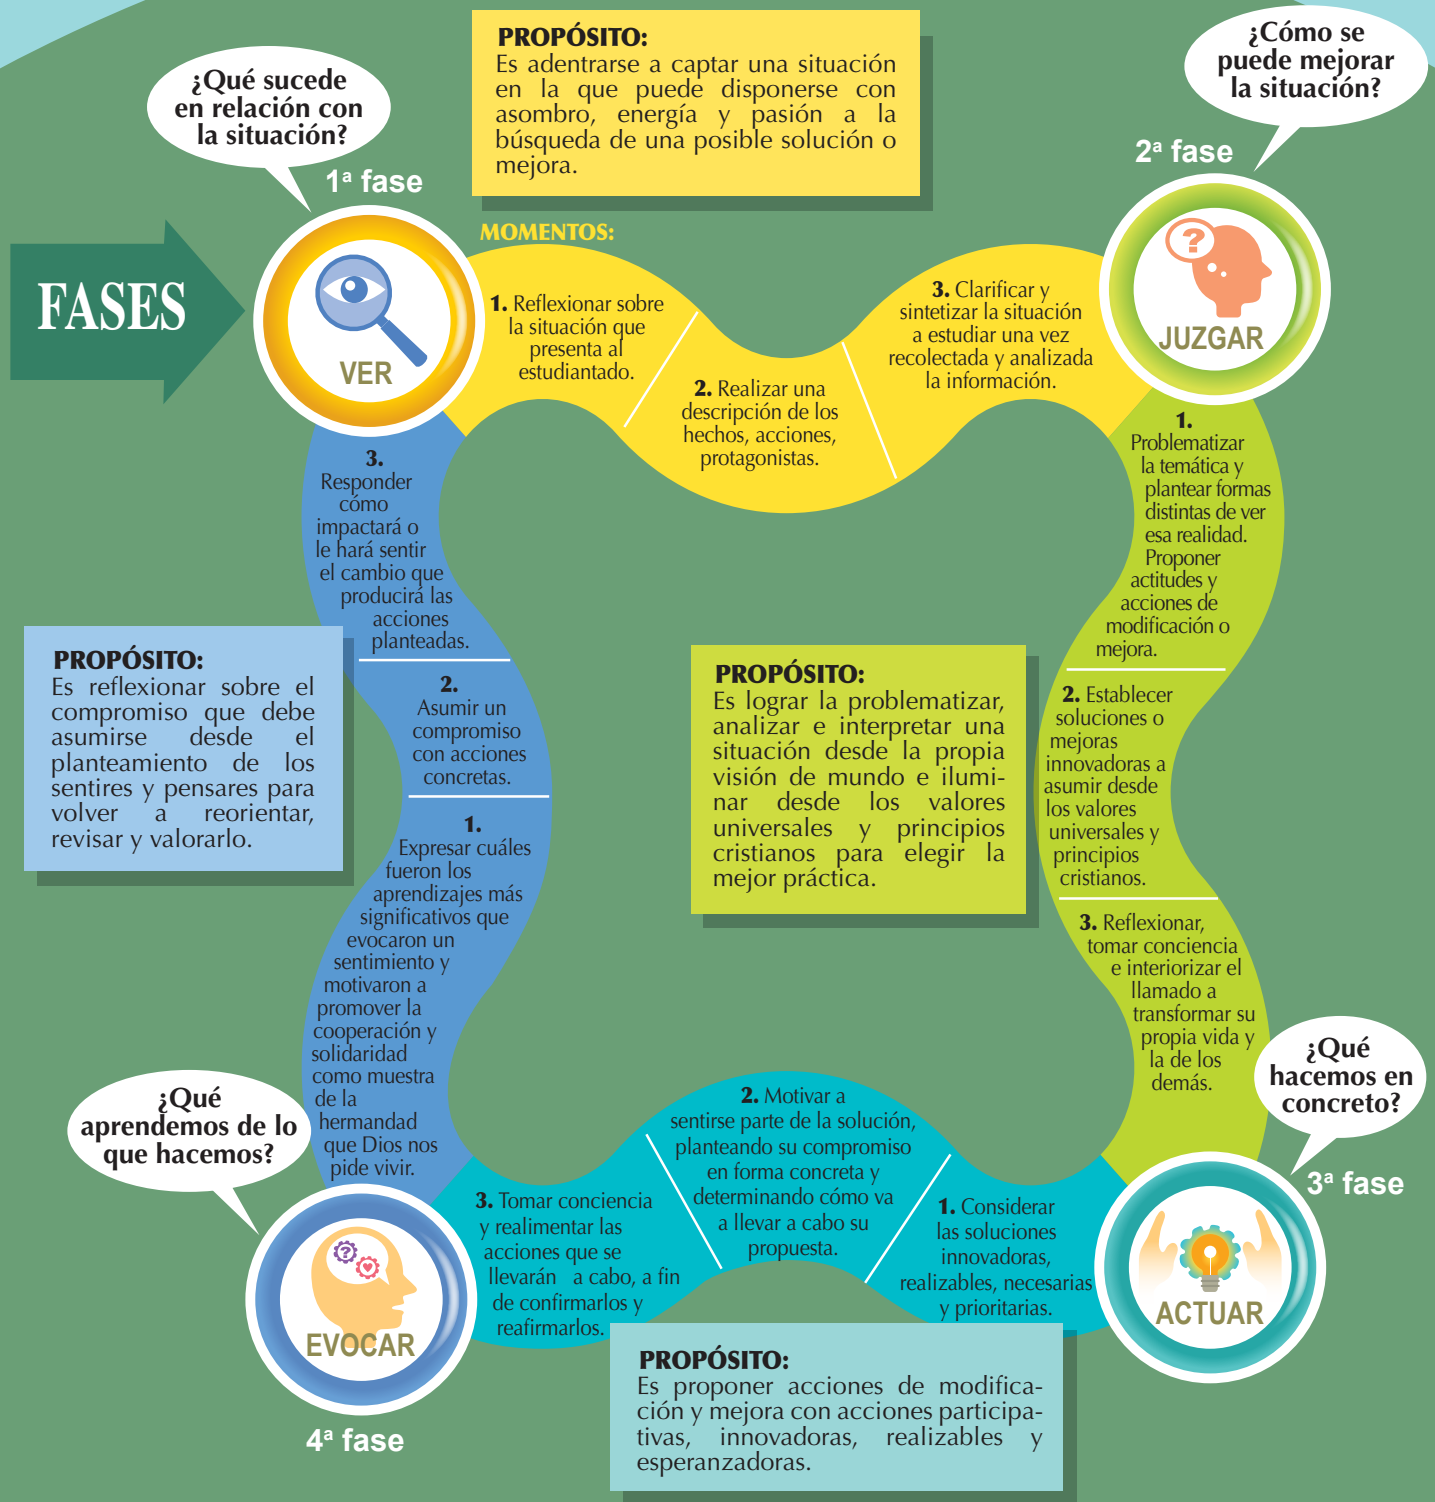 FASES
¿Qué sucede
en relación con
la situación?
1ª fase
VER
PROPÓSITO:
Es adentrarse a captar una situación
en la que puede disponerse con
asombro, energía y pasión a la
búsqueda de una posible solución o
mejora.
MOMENTOS:
1. Reflexionar sobre
la situación que
presenta al
estudiantado.
2. Realizar una
descripción de los
hechos, acciones,
protagonistas.
3. Clarificar y
sintetizar la situación
a estudiar una vez
recolectada y analizada
la información.
¿Cómo se
puede mejorar
la situación?
2ª fase
JUZGAR
1.
Problematizar
la temática y
plantear formas
distintas de ver
esa realidad.
Proponer
actitudes y
acciones de
modificación o
mejora.
2. Establecer
soluciones o
mejoras
innovadoras a
asumir desde
los valores
universales y
principios
cristianos.
3. Reflexionar,
tomar conciencia
e interiorizar el
llamado a
transformar su
propia vida y
la de los
demás.
PROPÓSITO:
Es lograr la problematizar,
analizar e interpretar una
situación desde la propia
visión de mundo e ilumi-
nar desde los valores
universales y principios
cristianos para elegir la
mejor práctica.
¿Qué
hacemos en
concreto?
3ª fase
ACTUAR
1. Considerar
las soluciones
innovadoras,
realizables, necesarias
y prioritarias.
2. Motivar a
sentirse parte de la solución,
planteando su compromiso
en forma concreta y
determinando cómo va
a llevar a cabo su
propuesta.
3. Tomar conciencia
y realimentar las
acciones que se
llevarán a cabo, a fin
de confirmarlos y
reafirmarlos.
PROPÓSITO:
Es proponer acciones de modifica-
ción y mejora con acciones participa-
tivas, innovadoras, realizables y
esperanzadoras.
¿Qué
aprendemos de lo
que hacemos?
EVOCAR
4ª fase
1.
Expresar cuáles
fueron los
aprendizajes más
significativos que
evocaron un
sentimiento y
motivaron a
promover la
cooperación y
solidaridad
como muestra
de la
hermandad
que Dios nos
pide vivir.
2.
Asumir un
compromiso
con acciones
concretas.
3.
Responder
cómo
impactará o
le hará sentir
el cambio que
producirá las
acciones
planteadas.
PROPÓSITO:
Es reflexionar sobre el
compromiso que debe
asumirse desde el
planteamiento de los
sentires y pensares para
volver a reorientar,
revisar y valorarlo.